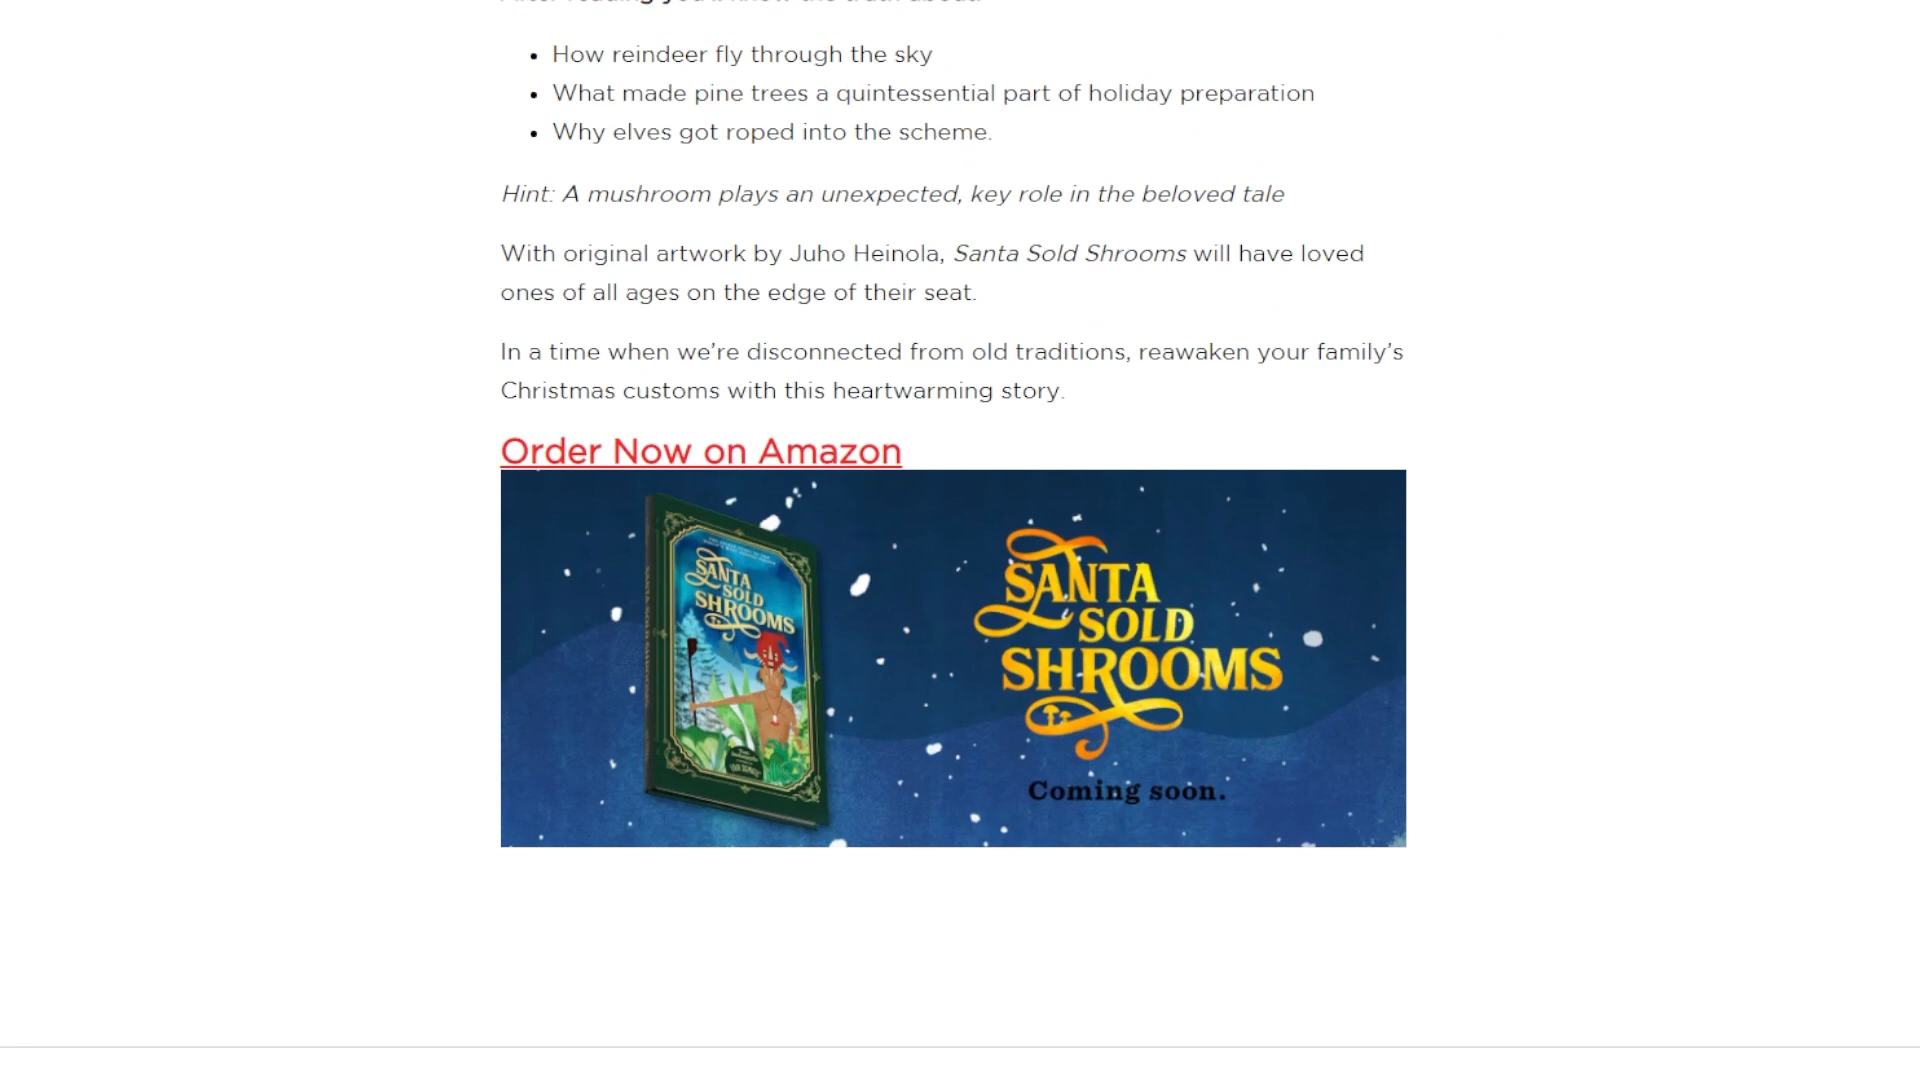 How reindeer fly through the sky
What made pine trees a quintessential part of holiday preparation
Why elves got roped into the scheme.
Hint: A mushroom plays an unexpected, key role in the beloved tale
With original artwork by Juho Heinola, Santa Sold Shrooms will have loved
ones of all ages on the edge of their seat.
In a time when we’re disconnected from old traditions, reawaken your family’s
Christmas customs with this heartwarming story.
Order Now on Amazon
SANTA
SOLD
SHROOMS
SANTA
SOLD
SHROOMS
Coming soon.